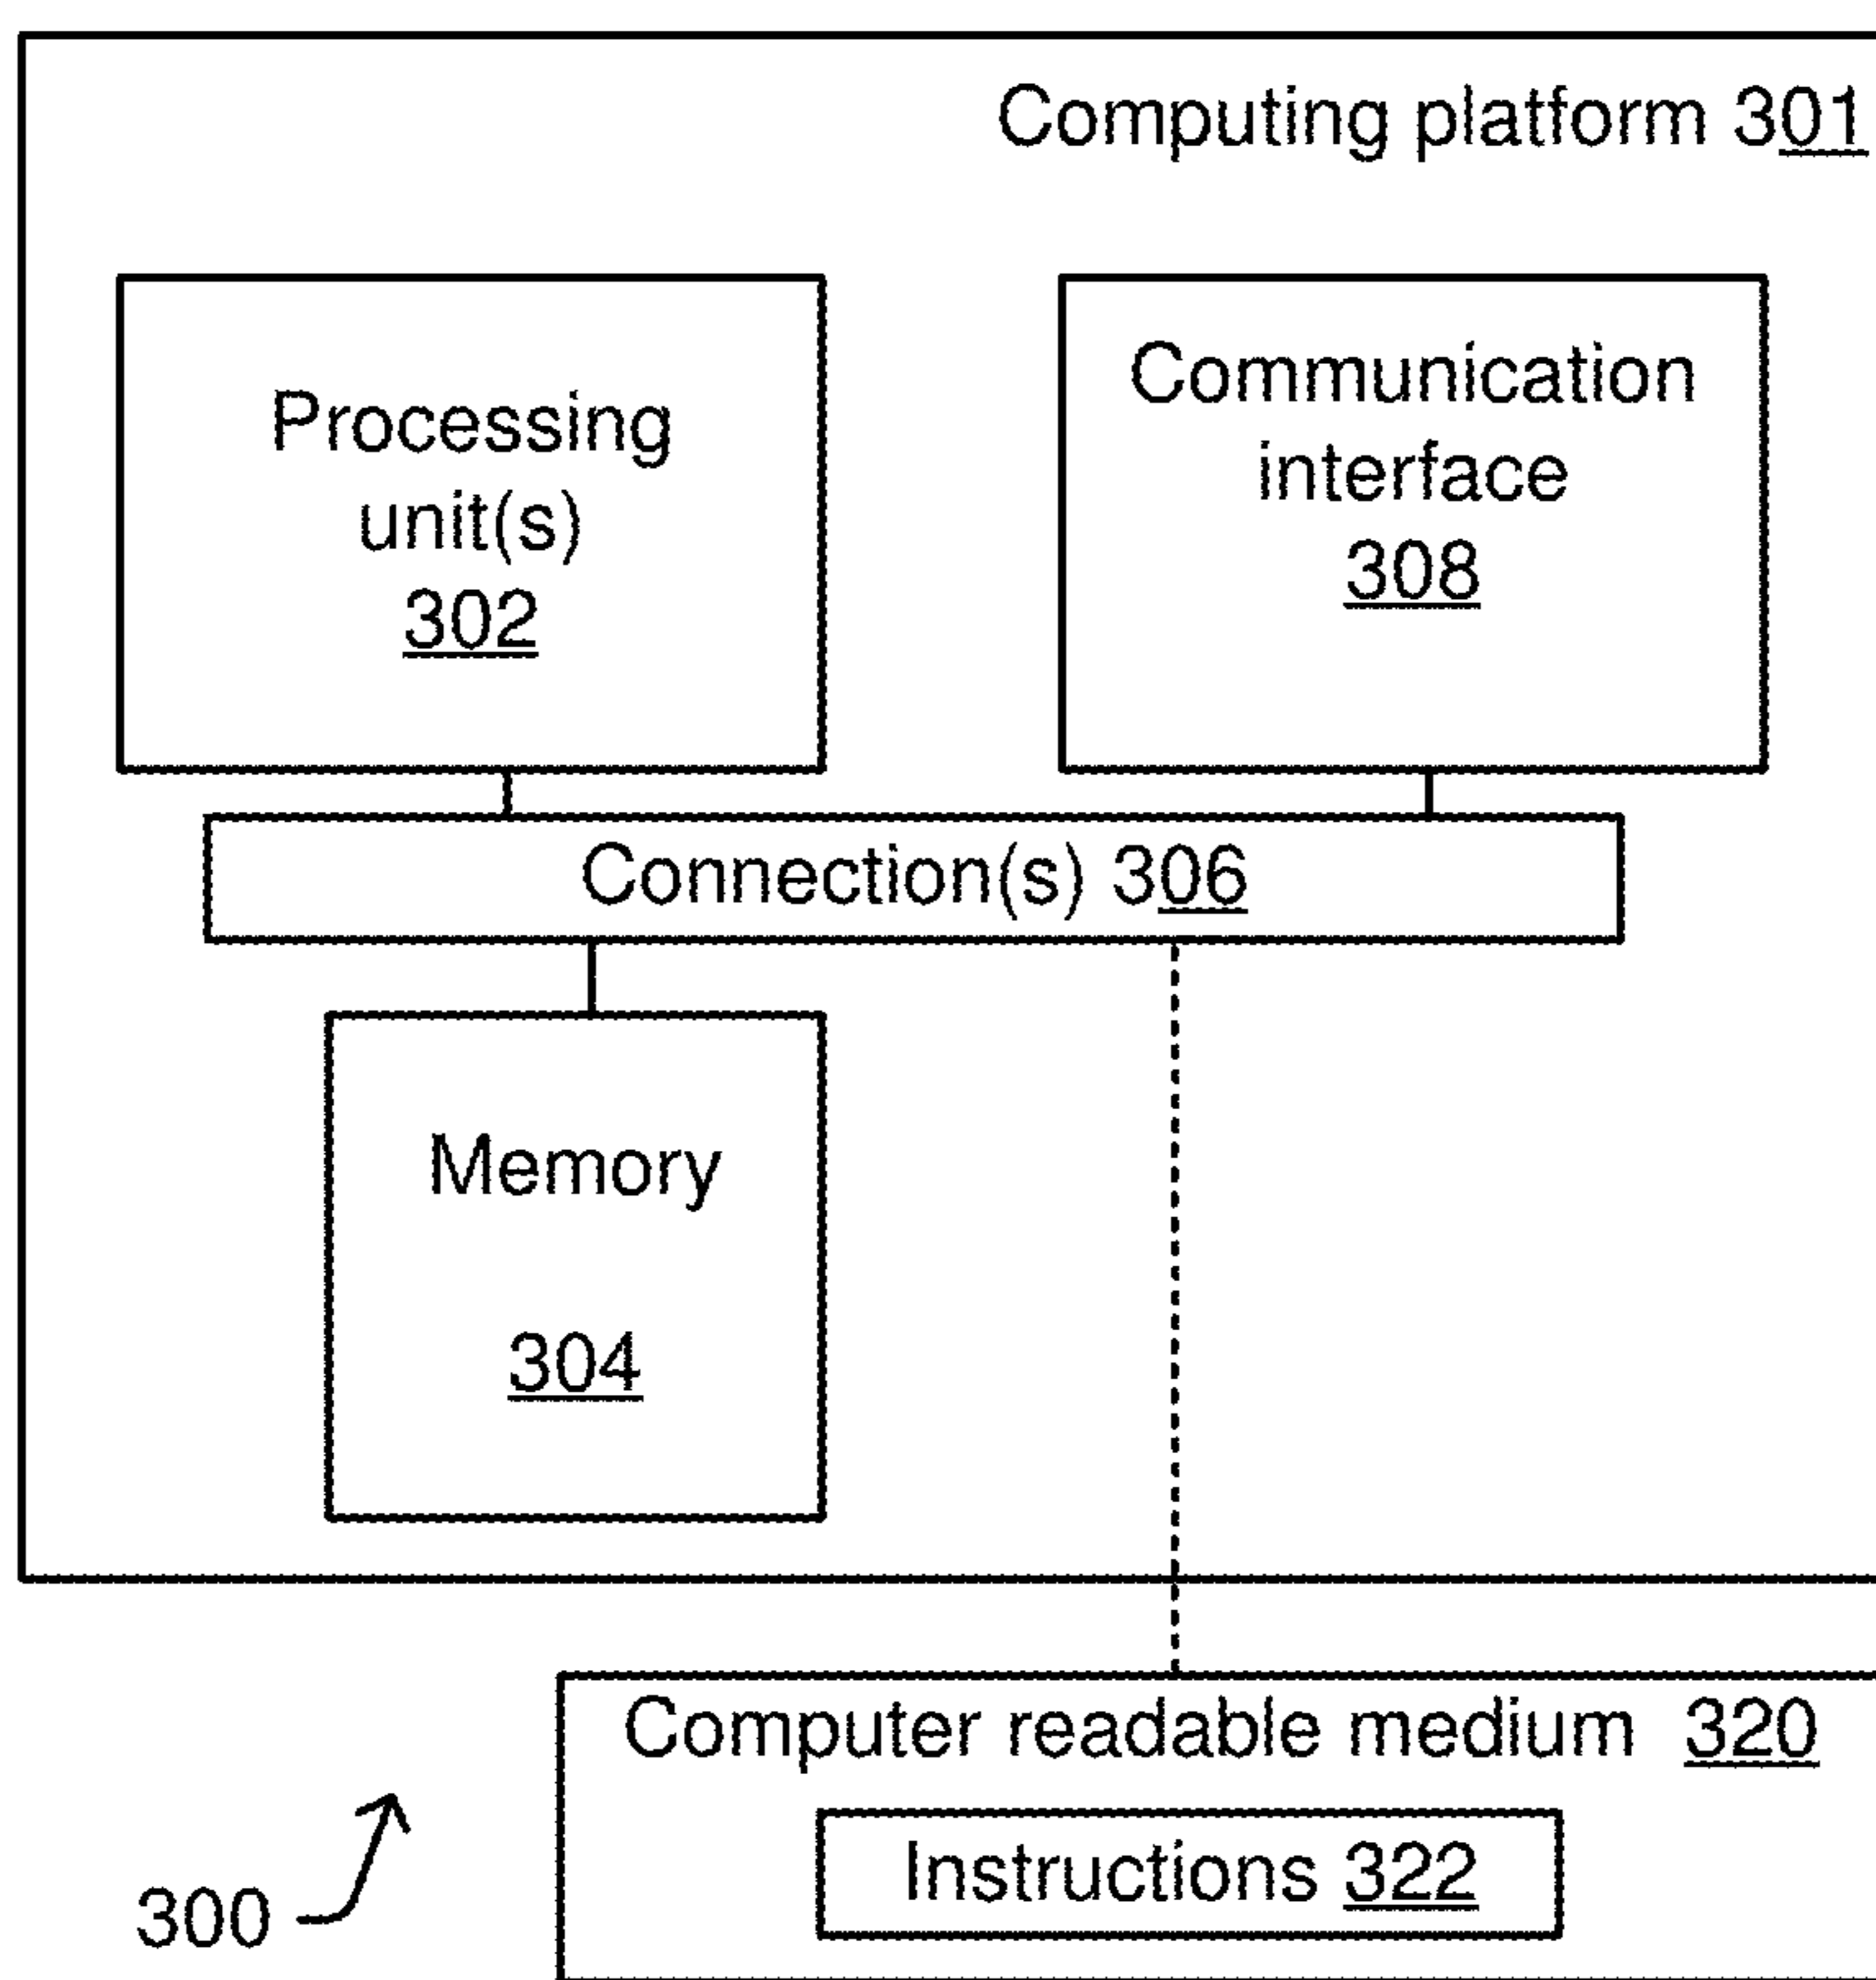 Computing platform 301
Processing
unit(s)
302
Communication
interface
308
Connection(s) 306
Memory
304
Computer readable medium 320
Instructions 322
300